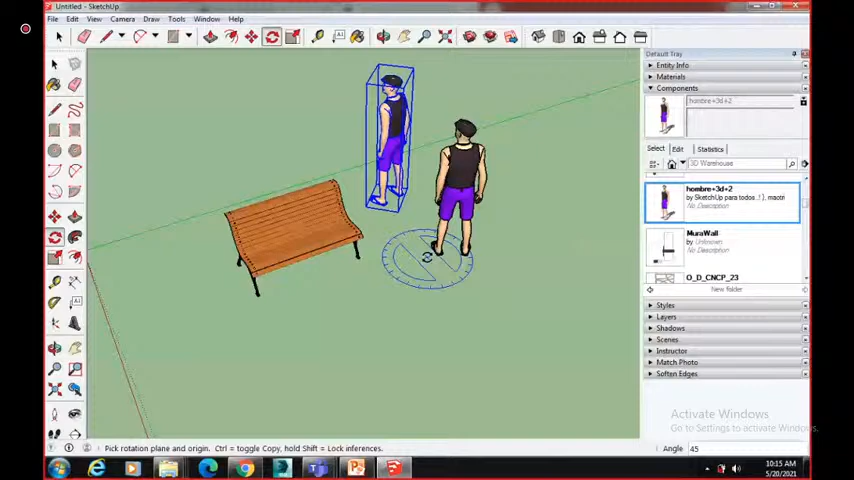 Untitled - SketchUp
File Edit View Camera Draw Tools Window Help
Default Tray
Entity Info
Materials
Components
hombre+3d+2
Select Edit Statistics
3D Warehouse
hombre+3d+2
by SketchUp para todos..! }, maotri
No Description
MuraWall
by Unknown
No Description
O_D_CNCP_23
New folder
Styles
Layers
Shadows
Scenes
Instructor
Match Photo
Soften Edges
Activate Windows
Go to Settings to activate Windows.
Pick rotation plane and origin. Ctrl = toggle Copy, hold Shift = Lock inferences.
Angle 45
10:15 AM
5/20/2021